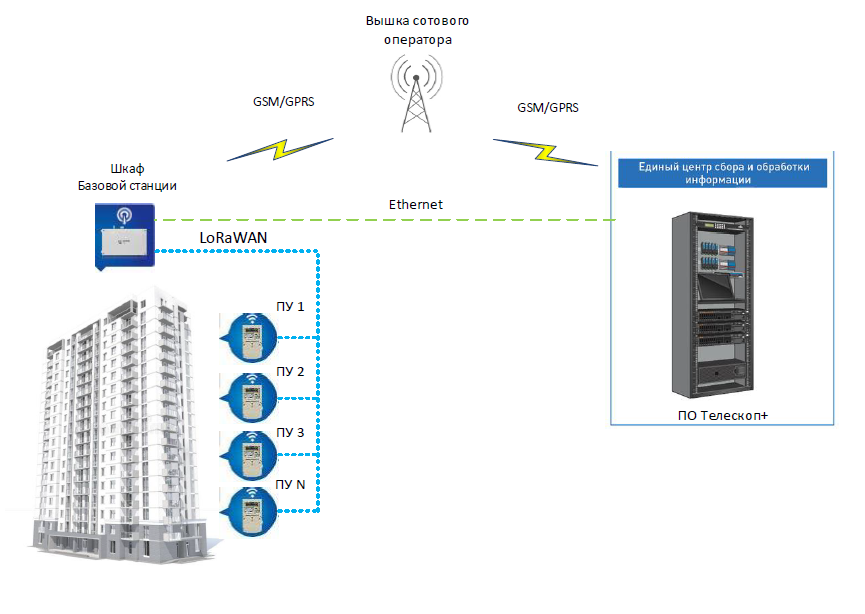 Вышка сотового
оператора
GSM/GPRS
GSM/GPRS
Шкаф
Базовой станции
Единый центр сбора и обработки
информации
Ethernet
LoRaWAN
ПУ 1
ПУ 2
ПУ 3
ПУ N
ПО Телескоп+